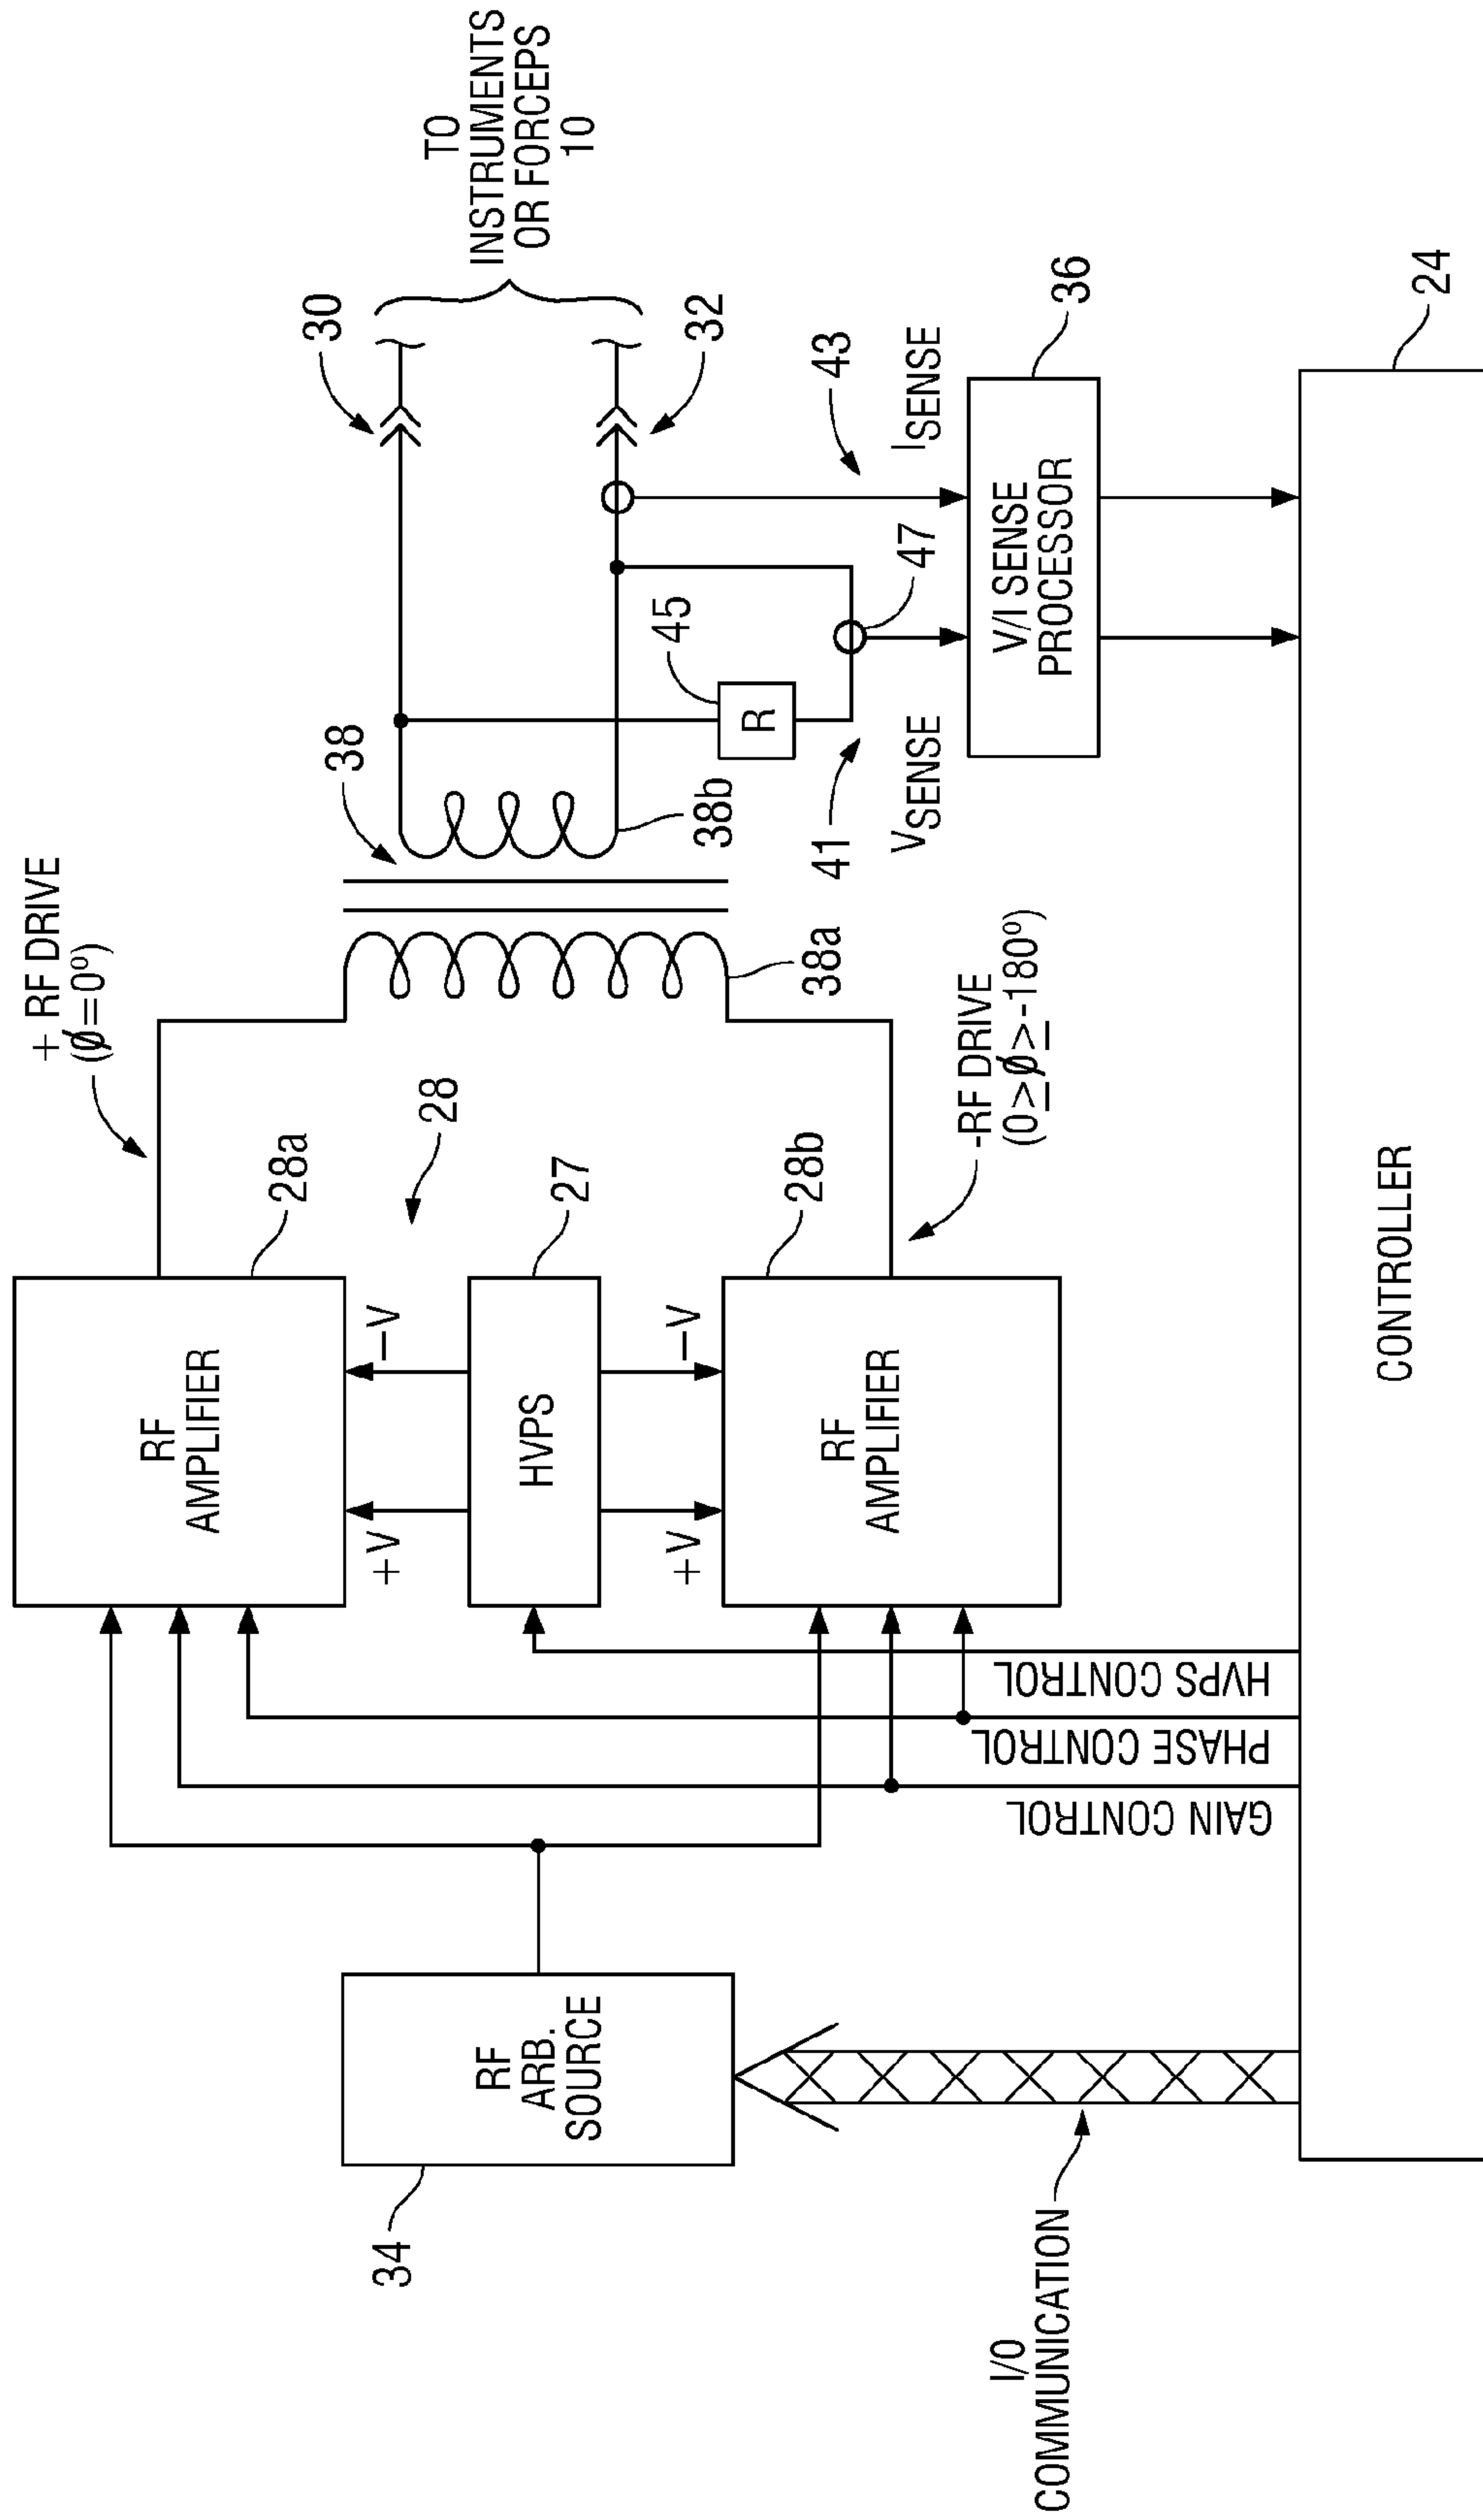 + RF DRIVE
(Ø=0º)
28a
RF
AMPLIFIER
+V
−V
28
27
HVPS
+V
−V
28b
RF
AMPLIFIER
-RF DRIVE
(0≥Ø≥-180º)
38
38a
38b
30
32
TO
INSTRUMENTS
OR FORCEPS
10
45
R
47
41
VSENSE
43
ISENSE
V/I SENSE
PROCESSOR
36
34
RF
ARB.
SOURCE
I/O
COMMUNICATION
GAIN CONTROL
PHASE CONTROL
HVPS CONTROL
CONTROLLER
24